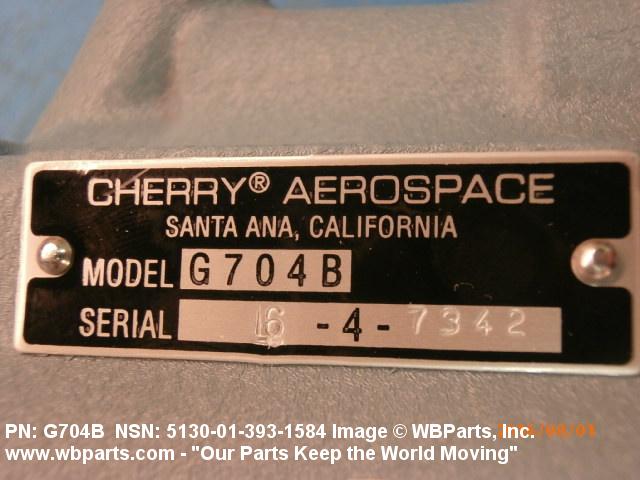 CHERRY® AEROSPACE
SANTA ANA, CALIFORNIA
MODEL G704B
SERIAL 16 -4- 7342
PN: G704B NSN: 5130-01-393-1584 Image © WBParts, Inc.
www.wbparts.com - "Our Parts Keep the World Moving"